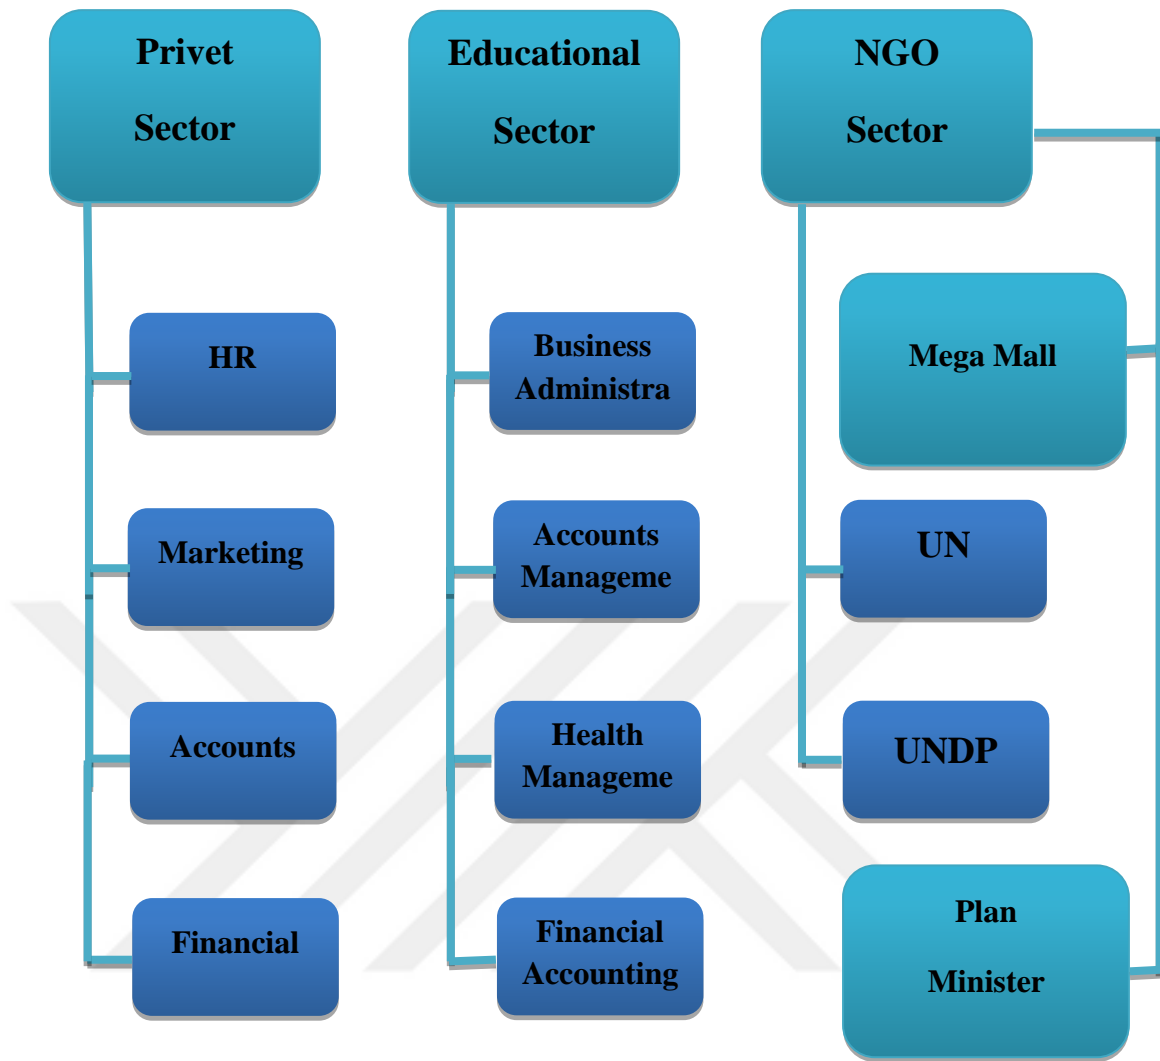 Privet
Sector
HR
Marketing
Accounts
Financial
Educational
Sector
Business
Administra
Accounts
Manageme
Health
Manageme
Financial
Accounting
NGO
Sector
Mega Mall
UN
UNDP
Plan
Minister